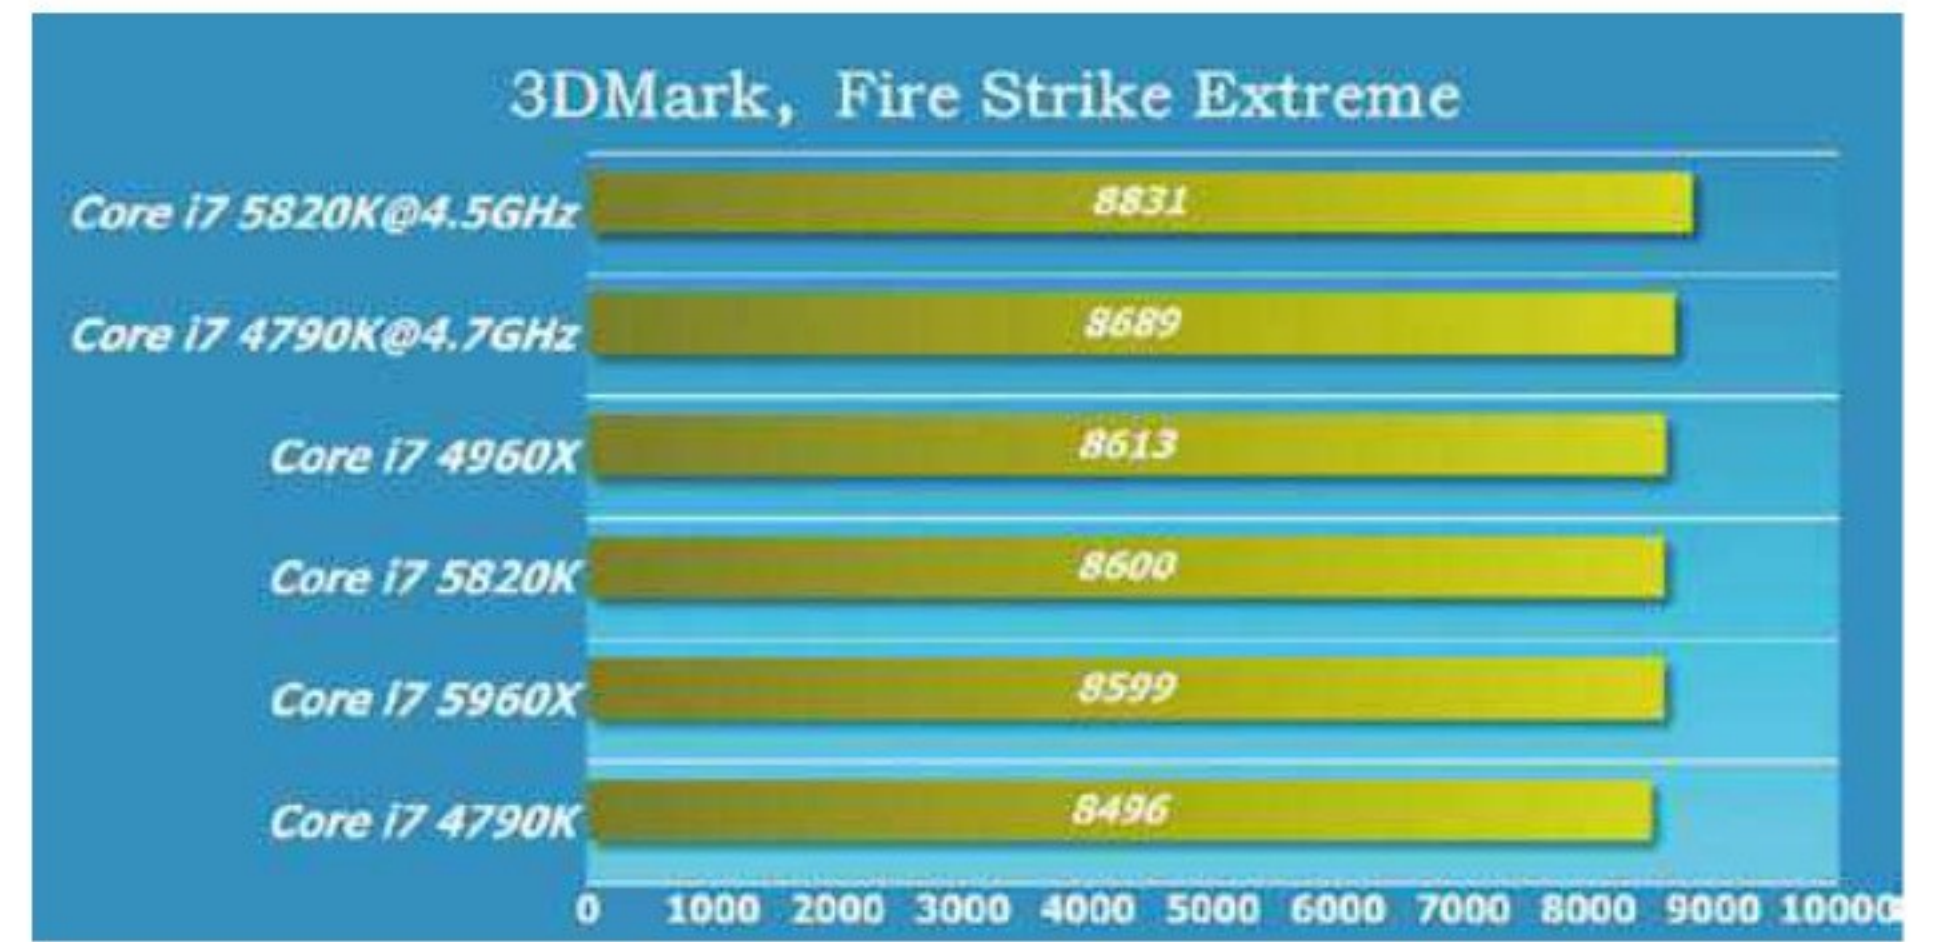 3DMark, Fire Strike Extreme
Core i7 5820K@4.5GHz 8831
Core i7 4790K@4.7GHz 8689
Core i7 4960X 8613
Core i7 5820K 8600
Core i7 5960X 8599
Core i7 4790K 8496
0 1000 2000 3000 4000 5000 6000 7000 8000 9000 10000